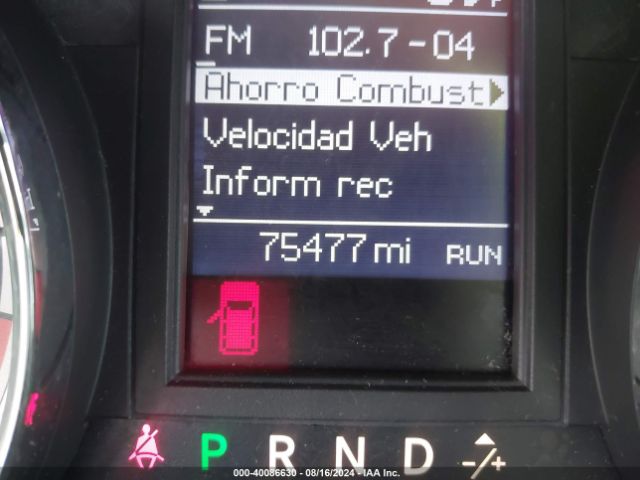 FM 102.7-04
Ahorro Combust
Velocidad Veh
Inform rec
75477 mi RUN
P R N D -/+
000-40086630 - 08/16/2024 - IAA Inc.